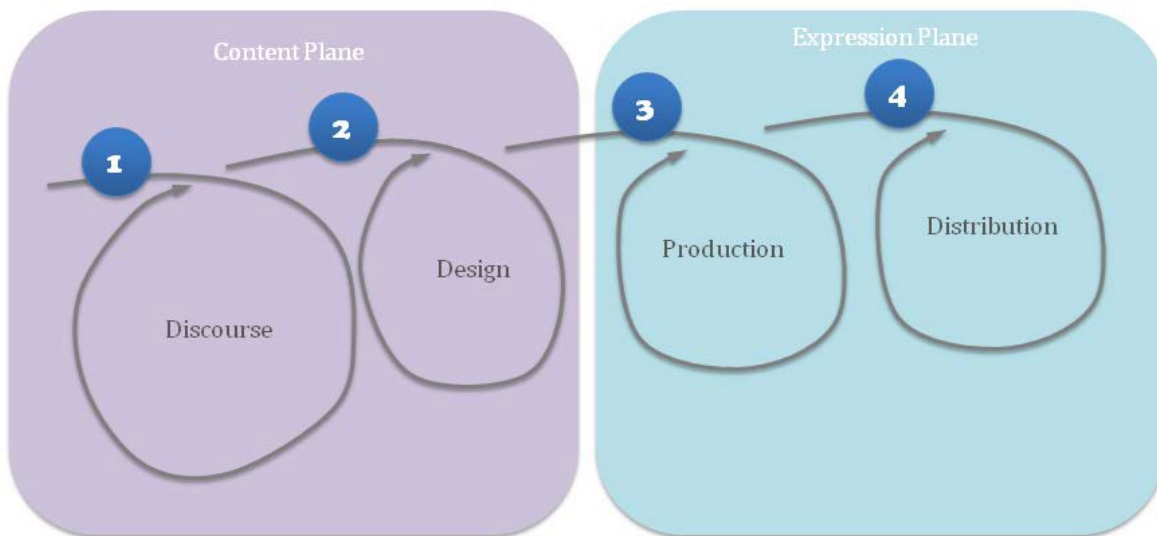 Content Plane
Expression Plane
1
2
3
4
Discourse
Design
Production
Distribution